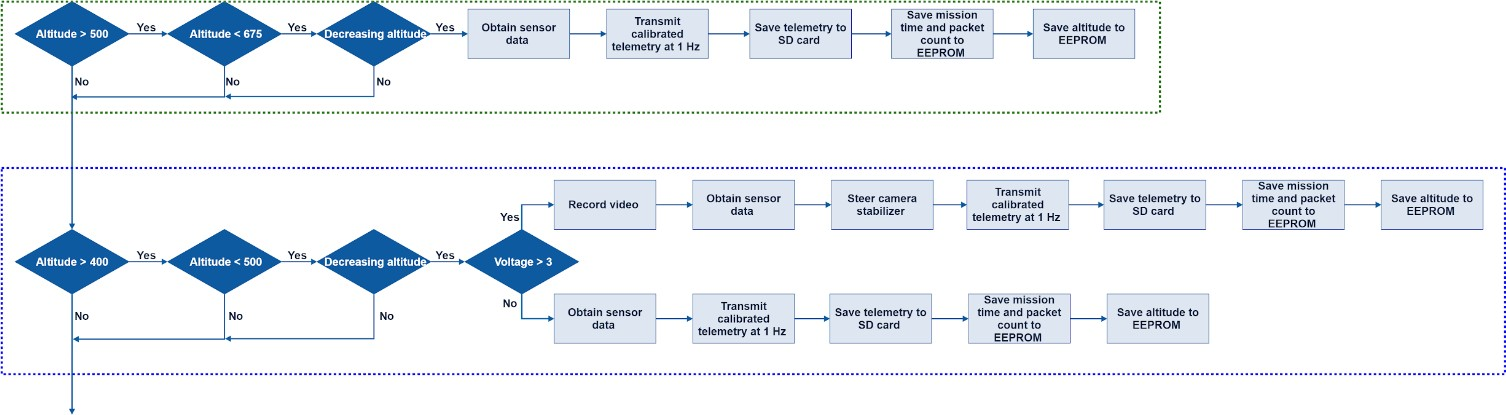 Altitude > 500
Yes
Altitude < 675
Yes
Decreasing altitude
Yes
Obtain sensor
data
Transmit
calibrated
telemetry at 1 Hz
Save telemetry to
SD card
Save mission
time and packet
count to
EEPROM
Save altitude to
EEPROM
No
No
No
Yes
Record video
Obtain sensor
data
Steer camera
stabilizer
Transmit
calibrated
telemetry at 1 Hz
Save telemetry to
SD card
Save mission
time and packet
count to
EEPROM
Save altitude to
EEPROM
Altitude > 400
Yes
Altitude < 500
Yes
Decreasing altitude
Yes
Voltage > 3
No
No
No
No
Obtain sensor
data
Transmit
calibrated
telemetry at 1 Hz
Save telemetry to
SD card
Save mission
time and packet
count to
EEPROM
Save altitude to
EEPROM